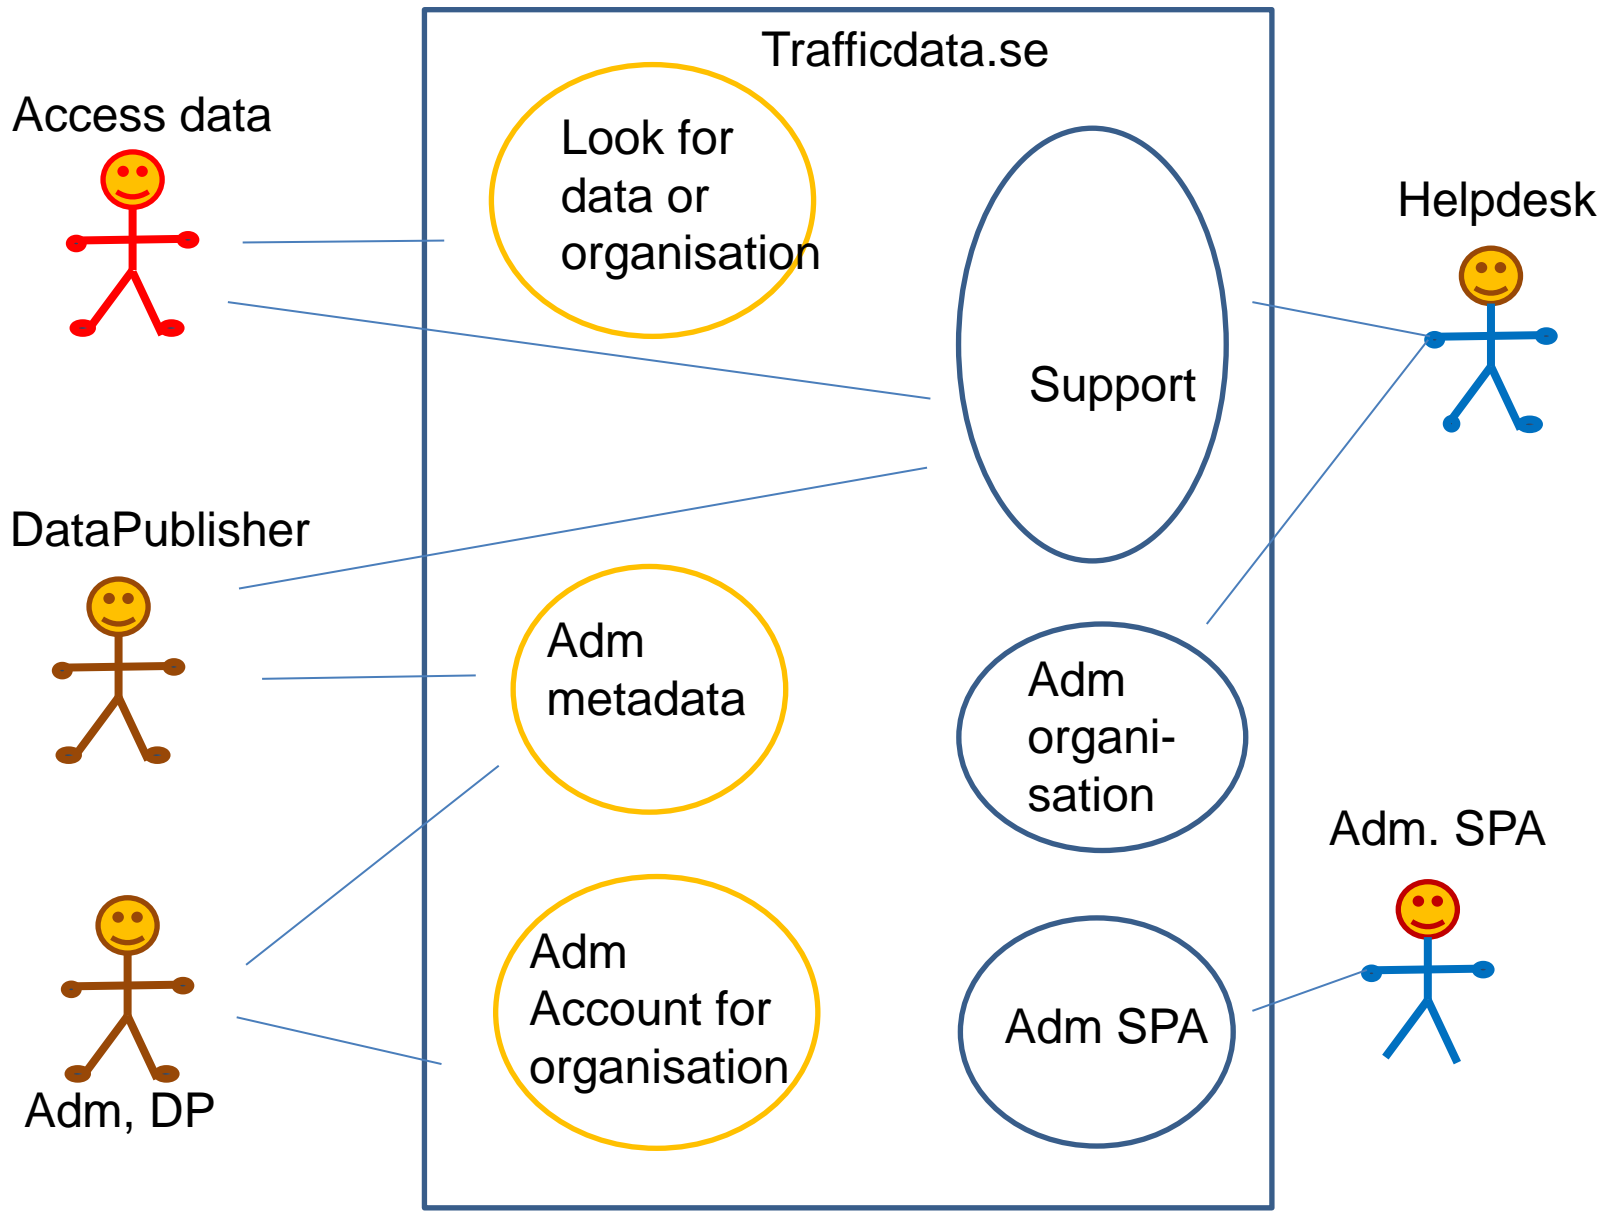 Trafficdata.se
Access data
Look for
data or
organisation
Helpdesk
Support
DataPublisher
Adm
metadata
Adm
organi-
sation
Adm. SPA
Adm
Account for
organisation
Adm SPA
Adm, DP